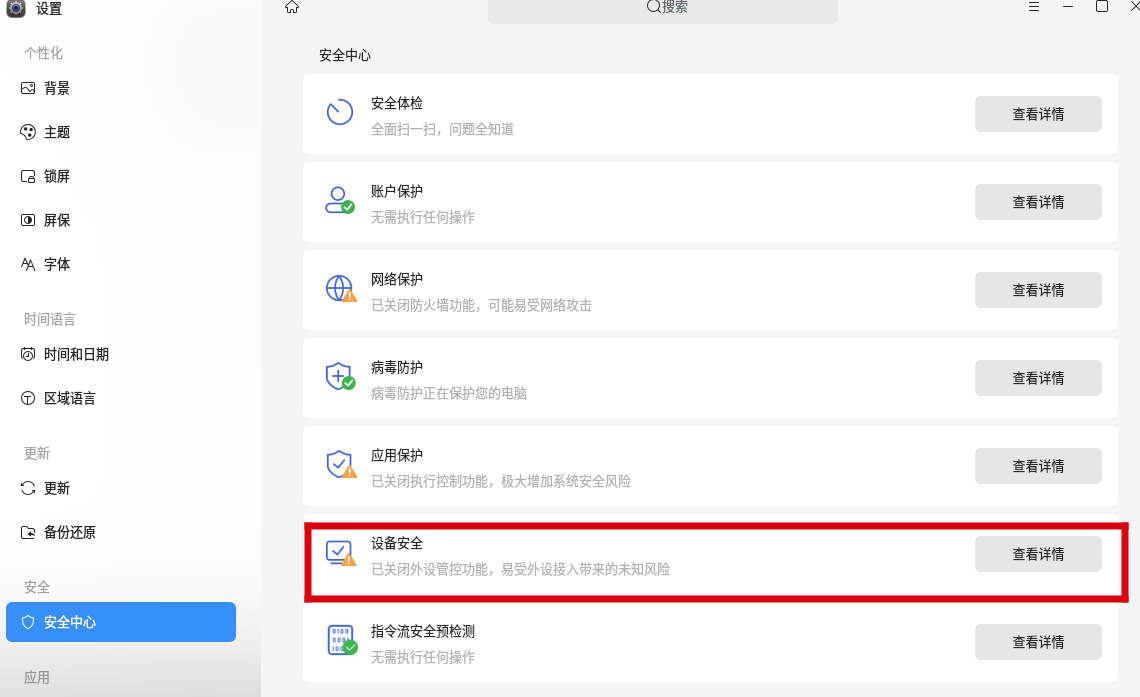 设置
搜索
个性化
背景
主题
锁屏
屏保
字体
时间语言
时间和日期
区域语言
更新
更新
备份还原
安全
安全中心
应用
安全中心
安全体检
全面扫一扫，问题全知道
查看详情
账户保护
无需执行任何操作
查看详情
网络保护
已关闭防火墙功能，可能易受网络攻击
查看详情
病毒防护
病毒防护正在保护您的电脑
查看详情
应用保护
已关闭执行控制功能，极大增加系统安全风险
查看详情
设备安全
已关闭外设管控功能，易受外设接入带来的未知风险
查看详情
指令流安全预检测
无需执行任何操作
查看详情